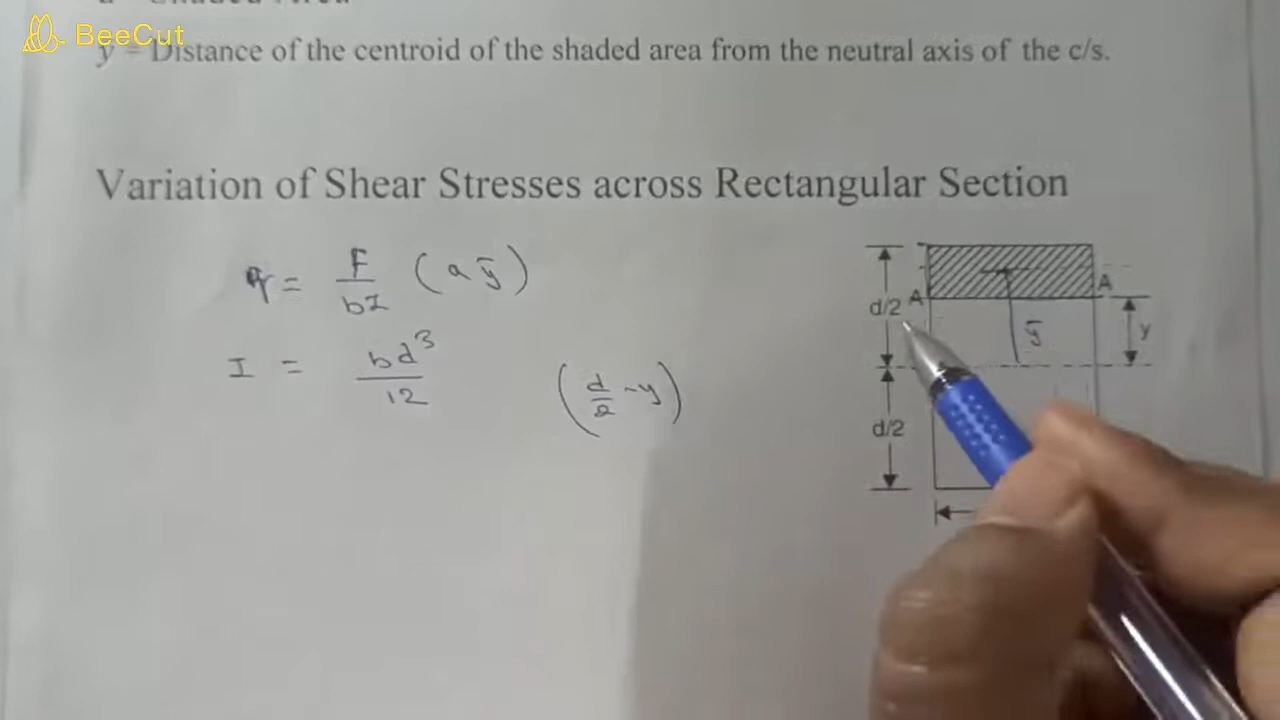 BeeCut
y = Distance of the centroid of the shaded area from the neutral axis of the c/s.
Variation of Shear Stresses across Rectangular Section
q = F/bI (a ȳ)
I = bd³/12
(d/2 - y)
A
A
d/2
ȳ
y
d/2